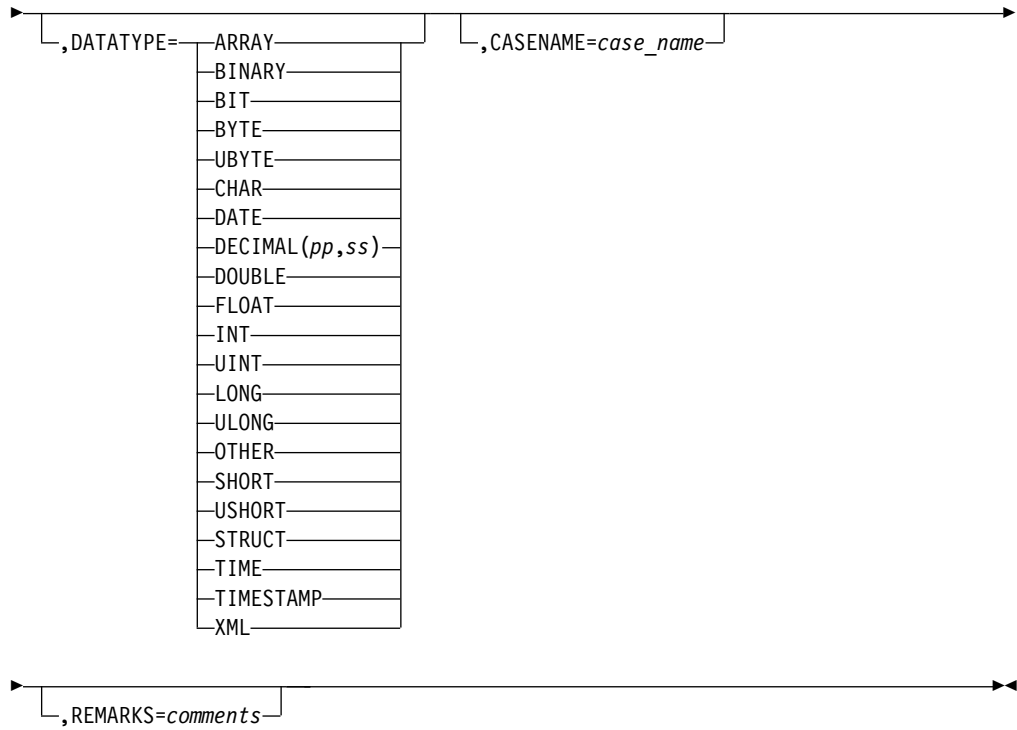 ,DATATYPE= ARRAY ,CASENAME=case_name
BINARY
BIT
BYTE
UBYTE
CHAR
DATE
DECIMAL(pp,ss)
DOUBLE
FLOAT
INT
UINT
LONG
ULONG
OTHER
SHORT
USHORT
STRUCT
TIME
TIMESTAMP
XML
,REMARKS=comments